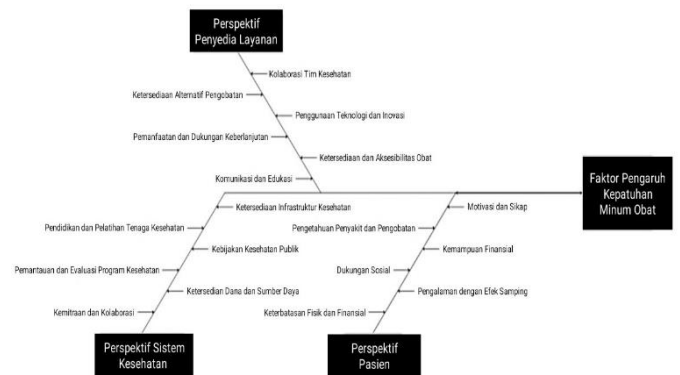 Perspektif
Penyedia Layanan
Kolaborasi Tim Kesehatan
Ketersediaan Alternatif Pengobatan
Penggunaan Teknologi dan Inovasi
Pemanfaatan dan Dukungan Keberlanjutan
Ketersediaan dan Aksesibilitas Obat
Komunikasi dan Edukasi
Faktor Pengaruh
Kepatuhan
Minum Obat
Ketersediaan Infrastruktur Kesehatan
Pendidikan dan Pelatihan Tenaga Kesehatan
Kebijakan Kesehatan Publik
Pemantauan dan Evaluasi Program Kesehatan
Ketersedian Dana dan Sumber Daya
Kemitraan dan Kolaborasi
Perspektif Sistem
Kesehatan
Motivasi dan Sikap
Pengetahuan Penyakit dan Pengobatan
Kemampuan Finansial
Dukungan Sosial
Pengalaman dengan Efek Samping
Keterbatasan Fisik dan Finansial
Perspektif
Pasien